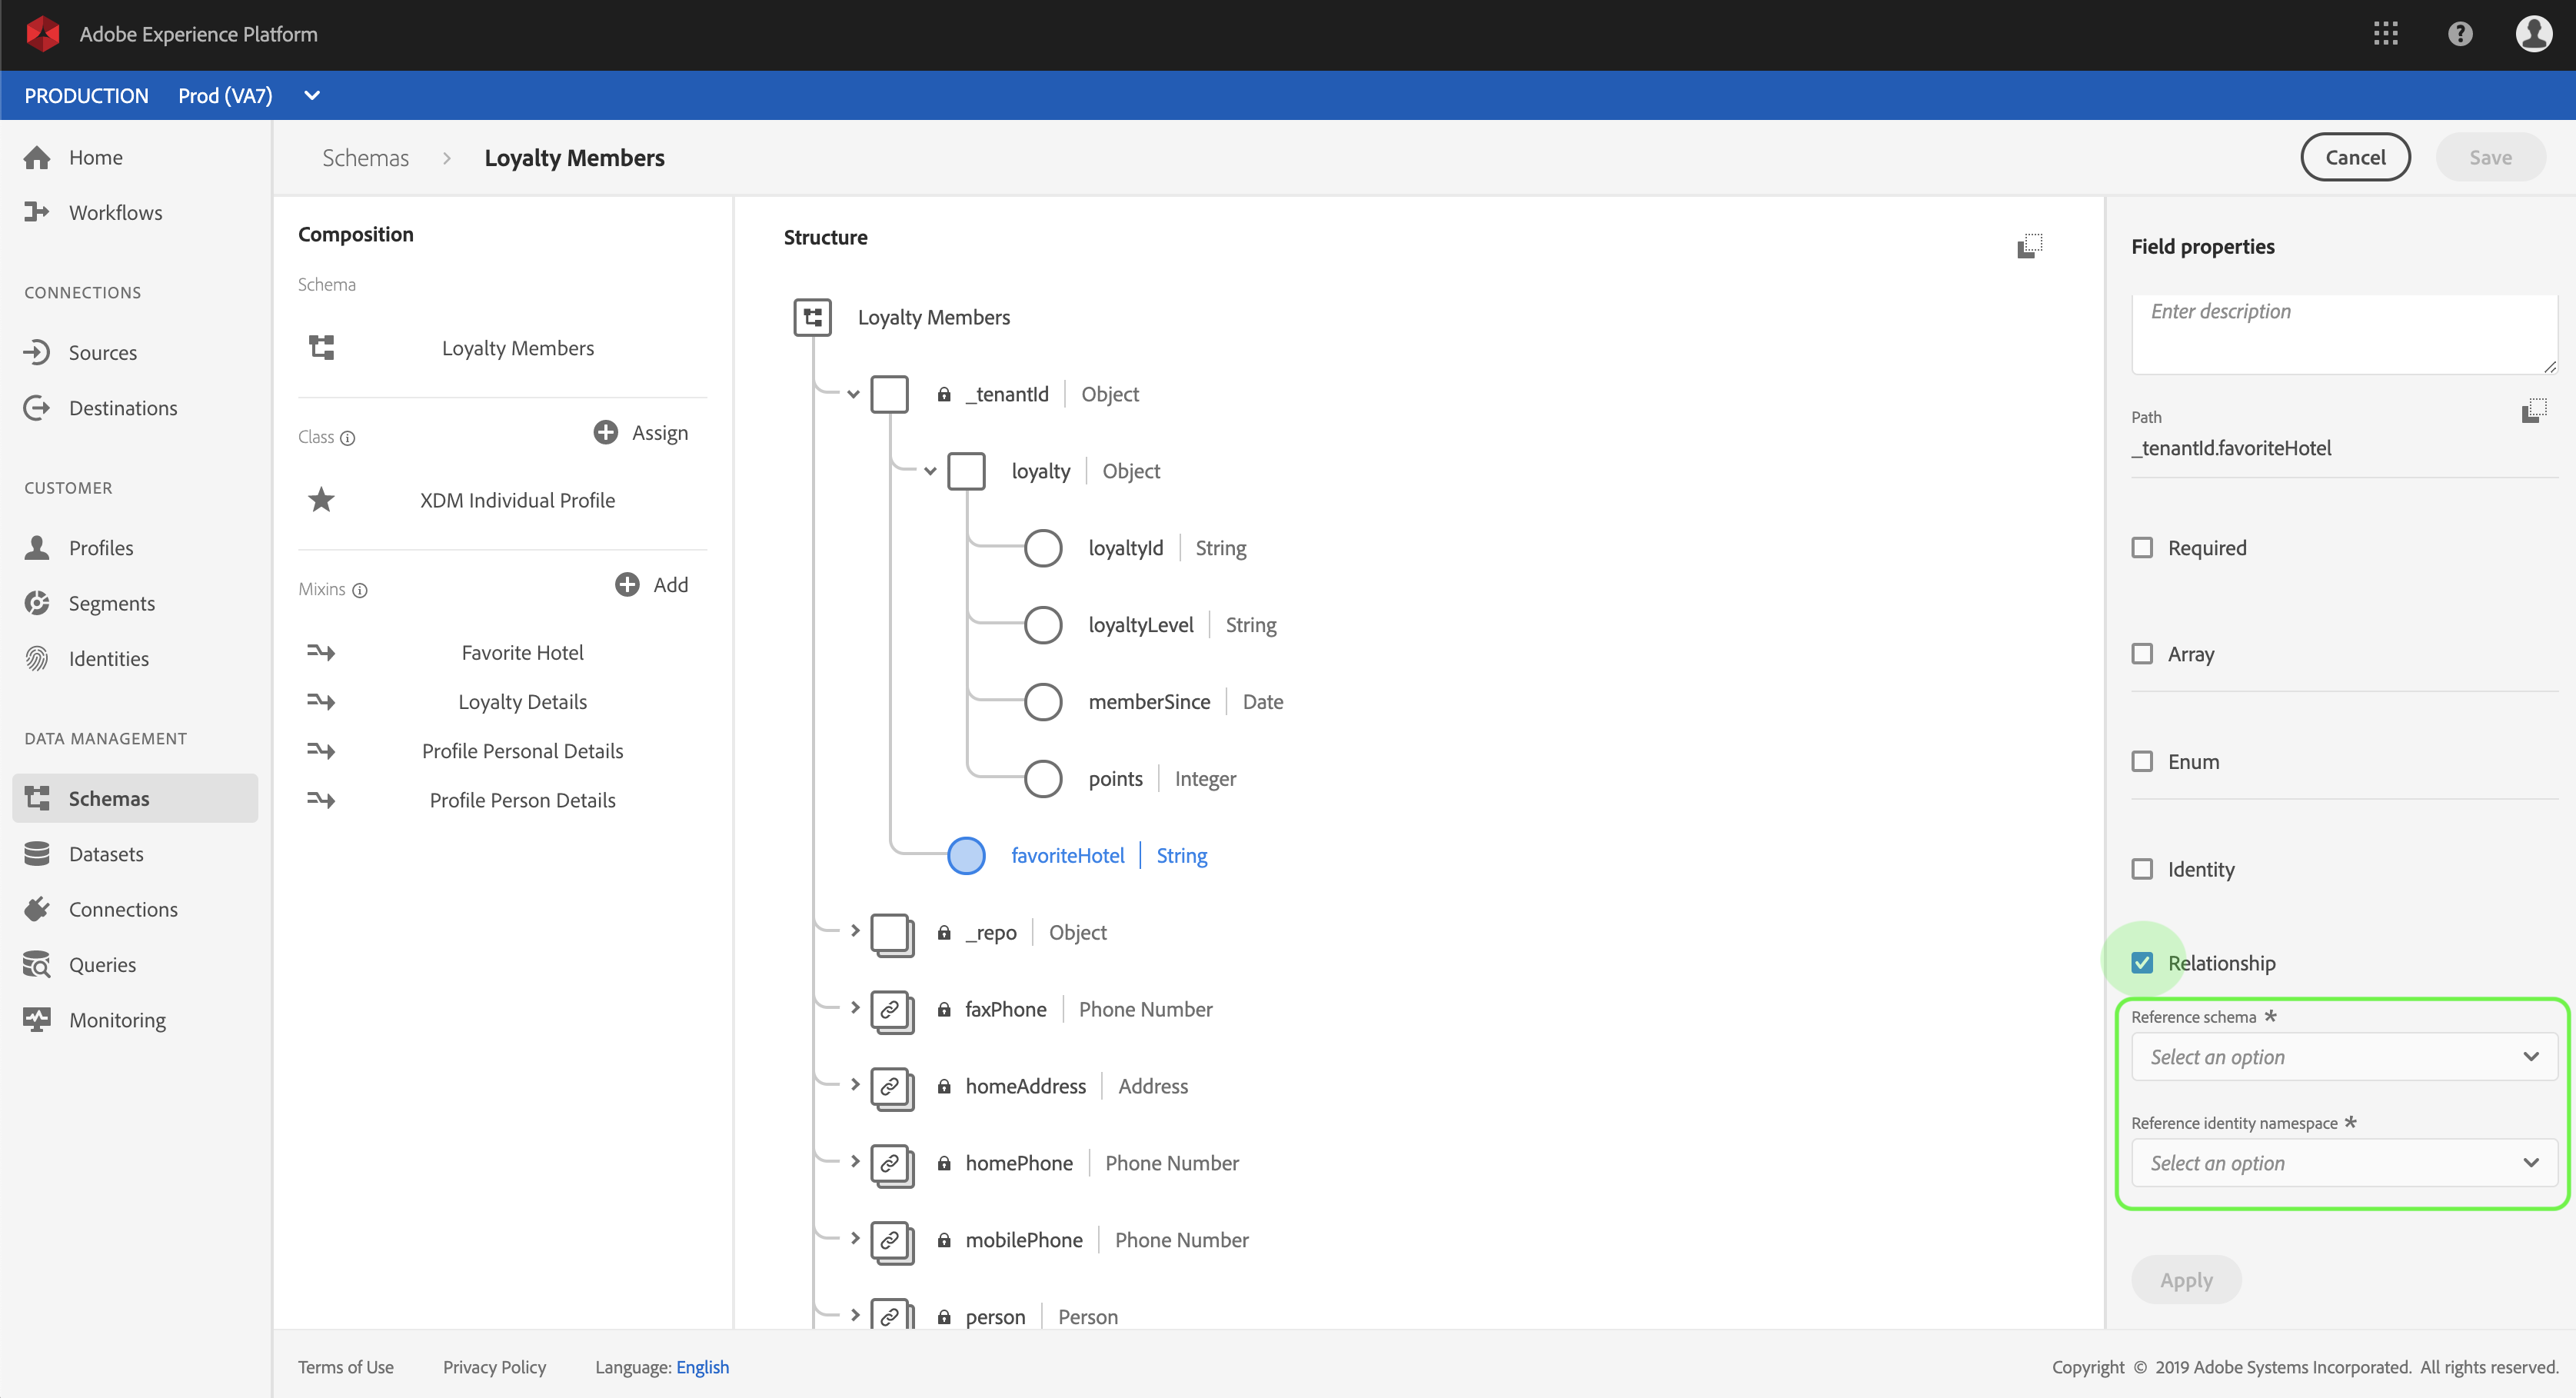 Adobe Experience Platform
PRODUCTION Prod (VA7)
Home
Workflows
CONNECTIONS
Sources
Destinations
CUSTOMER
Profiles
Segments
Identities
DATA MANAGEMENT
Schemas
Datasets
Connections
Queries
Monitoring
Schemas > Loyalty Members
Cancel
Save
Composition
Schema
Loyalty Members
Class
Assign
XDM Individual Profile
Mixins
Add
Favorite Hotel
Loyalty Details
Profile Personal Details
Profile Person Details
Structure
Loyalty Members
_tenantId | Object
loyalty | Object
loyaltyId | String
loyaltyLevel | String
memberSince | Date
points | Integer
favoriteHotel | String
_repo | Object
faxPhone | Phone Number
homeAddress | Address
homePhone | Phone Number
mobilePhone | Phone Number
person | Person
Field properties
Enter description
Path
_tenantId.favoriteHotel
Required
Array
Enum
Identity
Relationship
Reference schema *
Select an option
Reference identity namespace *
Select an option
Apply
Terms of Use Privacy Policy Language: English
Copyright © 2019 Adobe Systems Incorporated. All rights reserved.